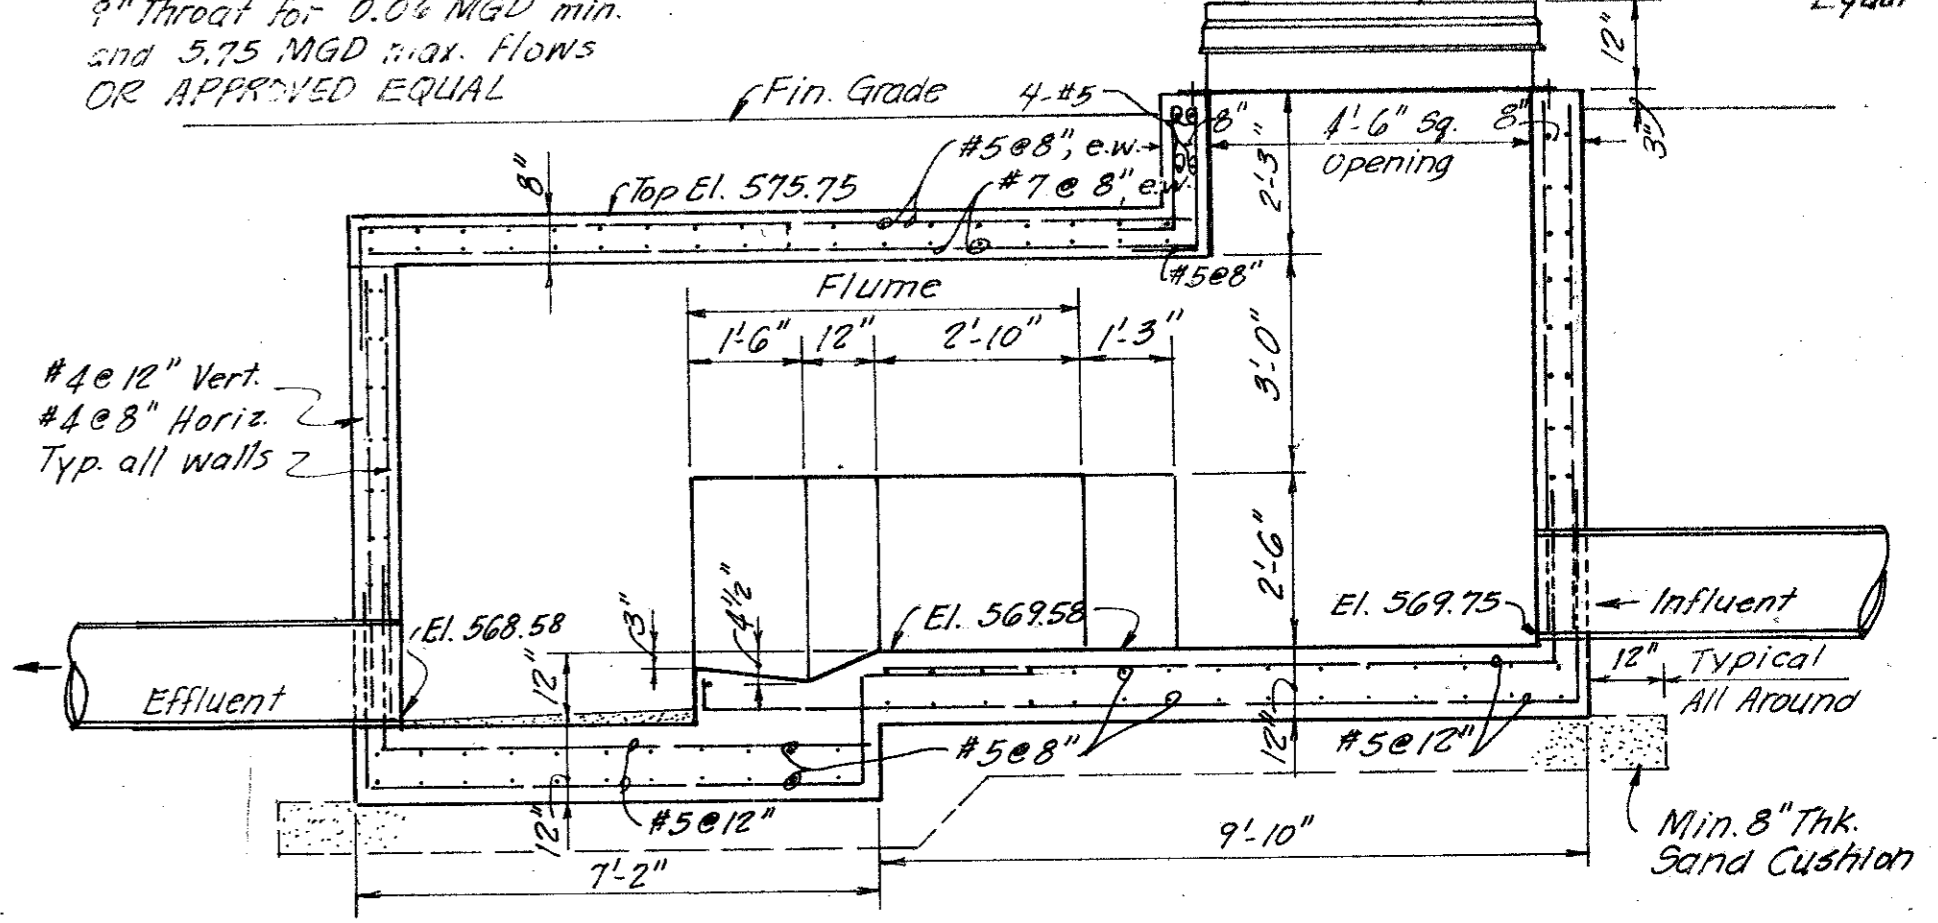 9" Throat for 0.06 MGD min.
and 5.75 MGD max. flows
OR APPROVED EQUAL
Equal
12"
Fin. Grade
4-#5
8"
4'-6" Sq.
Opening
8"
3"
#5@8", e.w.
#7 @ 8" e.w.
2'-3"
8"
Top El. 575.75
#5@8"
Flume
1'-6"
12"
2'-10"
1'-3"
3'-0"
#4@12" Vert.
#4@8" Horiz.
Typ. all walls
2'-6"
3"
4½"
El. 568.58
El. 569.58
El. 569.75
Influent
Effluent
12"
12"
Typical
All Around
12"
#5@8"
#5@12"
12"
#5@12"
Min. 8" Thk.
Sand Cushion
7'-2"
9'-10"